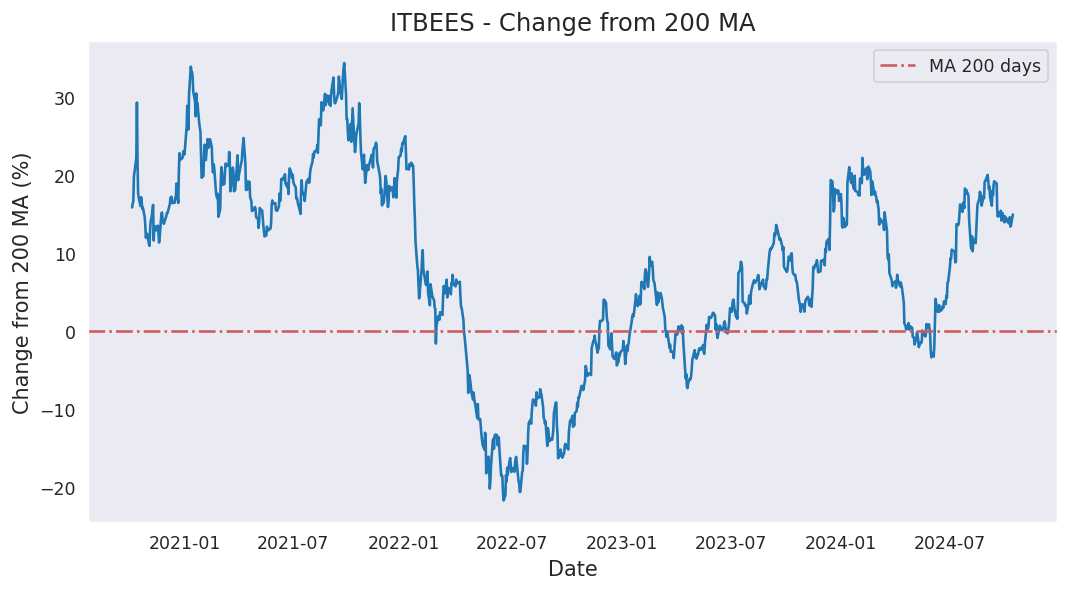 ITBEES - Change from 200 MA
MA 200 days
Change from 200 MA (%)
30
20
10
0
−10
−20
2021-01 2021-07 2022-01 2022-07 2023-01 2023-07 2024-01 2024-07
Date